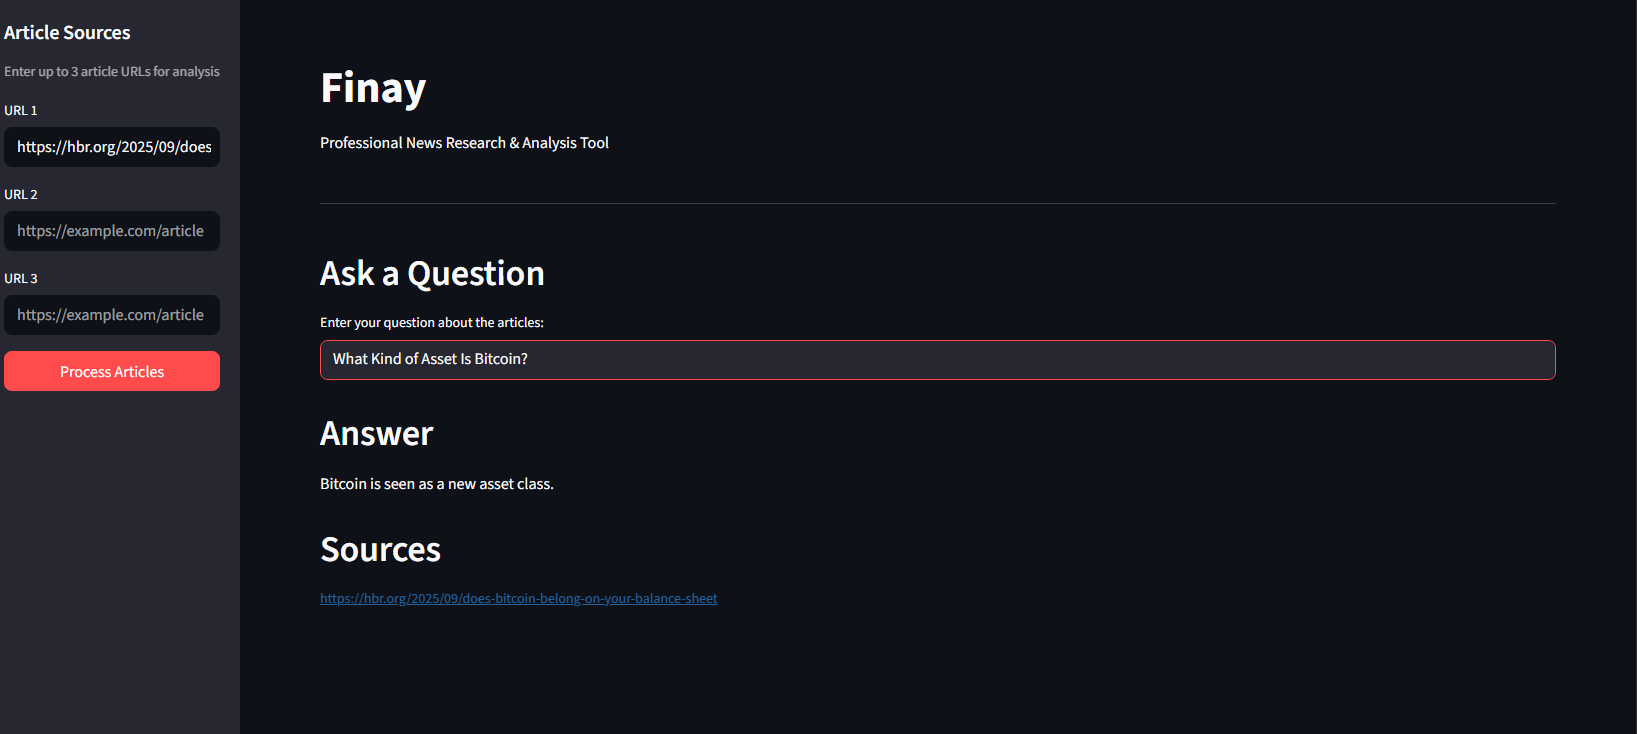 Article Sources
Enter up to 3 article URLs for analysis
URL 1
https://hbr.org/2025/09/does
URL 2
https://example.com/article
URL 3
https://example.com/article
Process Articles
Finay
Professional News Research & Analysis Tool
Ask a Question
Enter your question about the articles:
What Kind of Asset Is Bitcoin?
Answer
Bitcoin is seen as a new asset class.
Sources
https://hbr.org/2025/09/does-bitcoin-belong-on-your-balance-sheet